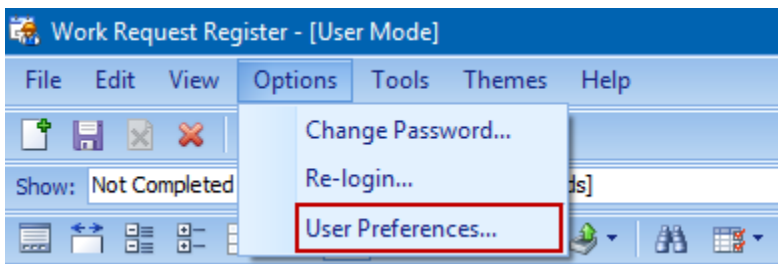 Work Request Register - [User Mode]
File Edit View Options Tools Themes Help
Change Password...
Show: Not Completed ds]
Re-login...
User Preferences...